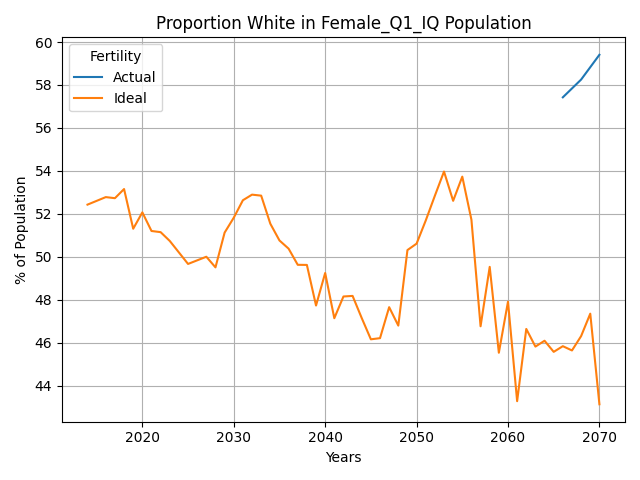 Proportion White in Female_Q1_IQ Population
Fertility
Actual
Ideal
% of Population
60
58
56
54
52
50
48
46
44
2020 2030 2040 2050 2060 2070
Years